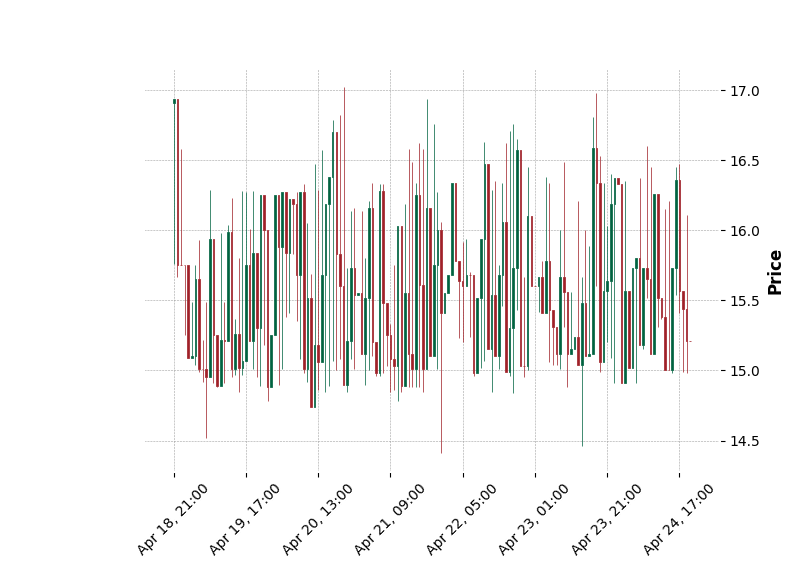 17.0
16.5
16.0
15.5
15.0
14.5
Price
Apr 18, 21:00
Apr 19, 17:00
Apr 20, 13:00
Apr 21, 09:00
Apr 22, 05:00
Apr 23, 01:00
Apr 23, 21:00
Apr 24, 17:00